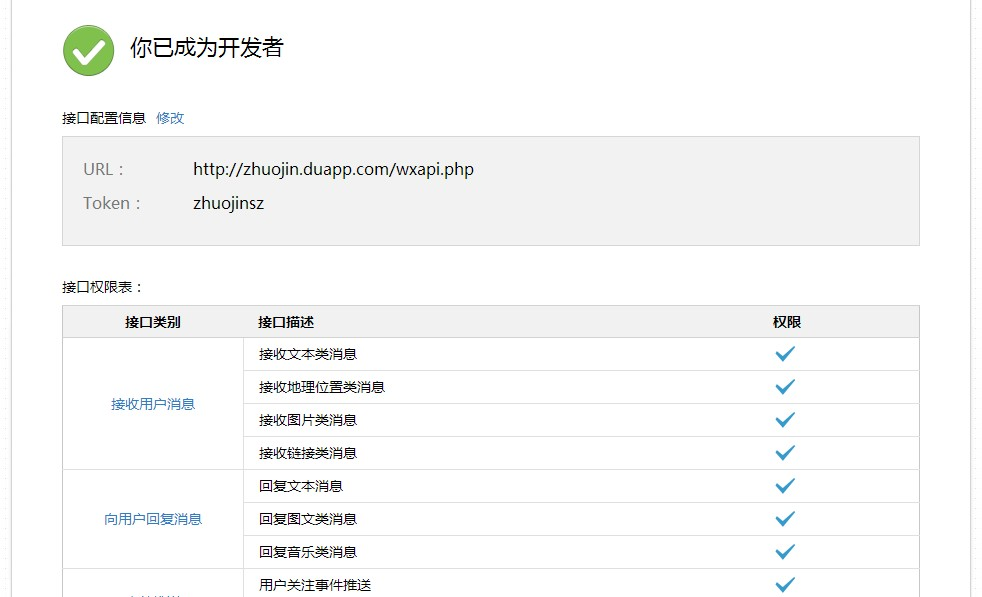 你已成为开发者
接口配置信息 修改
URL： http://zhuojin.duapp.com/wxapi.php
Token： zhuojinsz
接口权限表：
接口类别 接口描述 权限
接收用户消息
接收文本类消息
接收地理位置类消息
接收图片类消息
接收链接类消息
向用户回复消息
回复文本消息
回复图文类消息
回复音乐类消息
用户关注事件推送